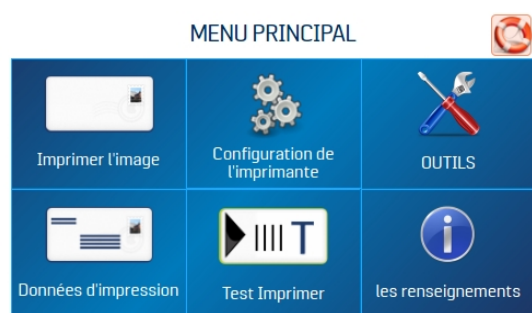 MENU PRINCIPAL
Imprimer l'image
Configuration de
l'imprimante
OUTILS
Données d'impression
T
Test Imprimer
les renseignements